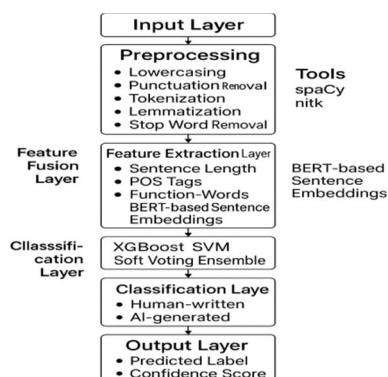 Input Layer
Preprocessing
• Lowercasing
• Punctuation Renoval
• Tokenization
• Lemmatization
• Stop Word Removal
Tools
spaCy
nitk
Feature
Fusion
Layer
Feature Extraction Layer
• Sentence Length
• POS Tags
• Function-Words
BERT-based Sentence
Embeddings
BERT-based
Sentence
Embeddings
Cllasssifi-
cation
Layer
XGBoost SVM
Soft Voting Ensemble
Classification Laye
• Human-written
• AI-generated
Output Layer
• Predicted Label
• Confidence Score